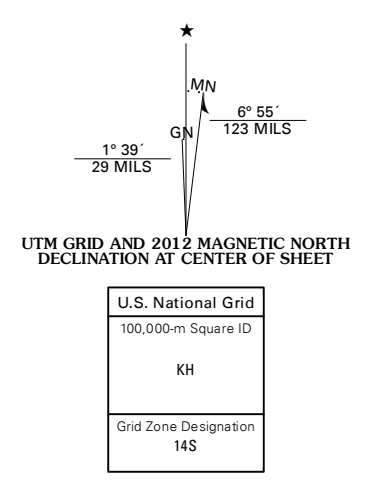 ★
MN
GN
6° 55´
123 MILS
1° 39´
29 MILS
UTM GRID AND 2012 MAGNETIC NORTH
DECLINATION AT CENTER OF SHEET
U.S. National Grid
100,000-m Square ID
KH
Grid Zone Designation
14S